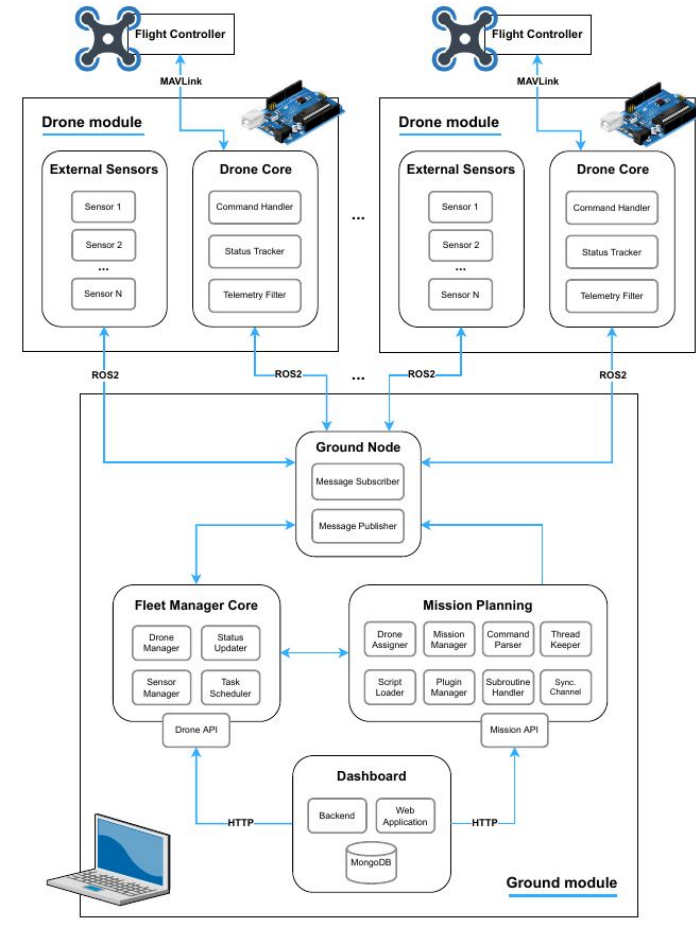 Flight Controller
Flight Controller
MAVLink
MAVLink
Drone module
External Sensors
Sensor 1
Sensor 2
...
Sensor N
Drone Core
Command Handler
Status Tracker
Telemetry Filter
...
Drone module
External Sensors
Sensor 1
Sensor 2
...
Sensor N
Drone Core
Command Handler
Status Tracker
Telemetry Filter
ROS2
ROS2
...
ROS2
ROS2
Ground Node
Message Subscriber
Message Publisher
Fleet Manager Core
Drone
Manager
Status
Updater
Sensor
Manager
Task
Scheduler
Drone API
Mission Planning
Drone
Assigner
Mission
Manager
Command
Parser
Thread
Keeper
Script
Loader
Plugin
Manager
Subroutine
Handler
Sync.
Channel
Mission API
Dashboard
Backend
Web
Application
MongoDB
HTTP
HTTP
Ground module